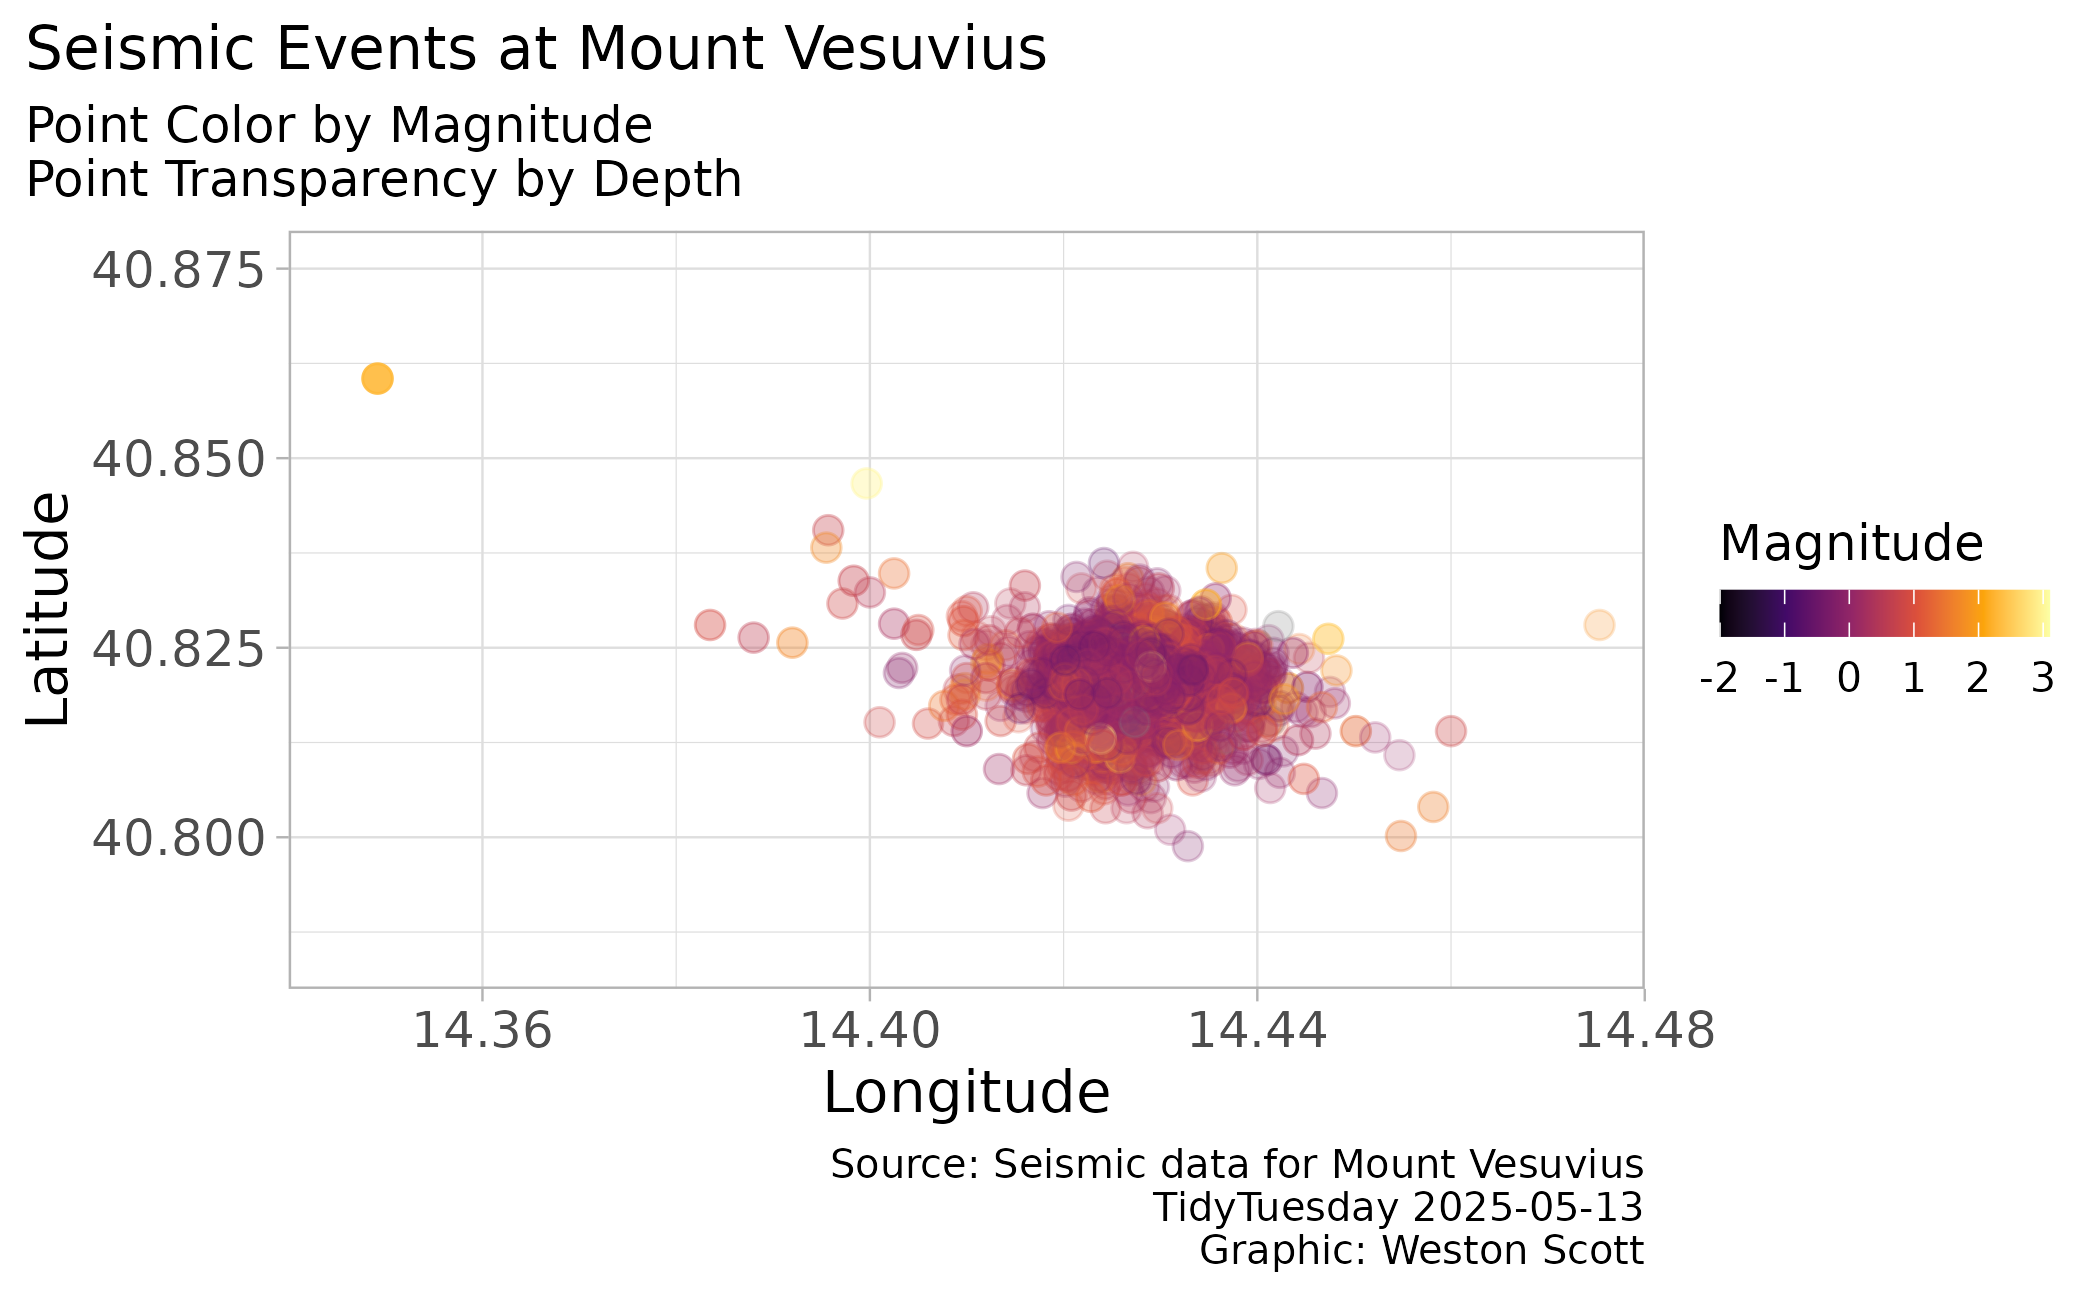 Seismic Events at Mount Vesuvius
Point Color by Magnitude
Point Transparency by Depth
40.875
40.850
40.825
40.800
Latitude
14.36 14.40 14.44 14.48
Longitude
Magnitude
-2 -1 0 1 2 3
Source: Seismic data for Mount Vesuvius
TidyTuesday 2025-05-13
Graphic: Weston Scott